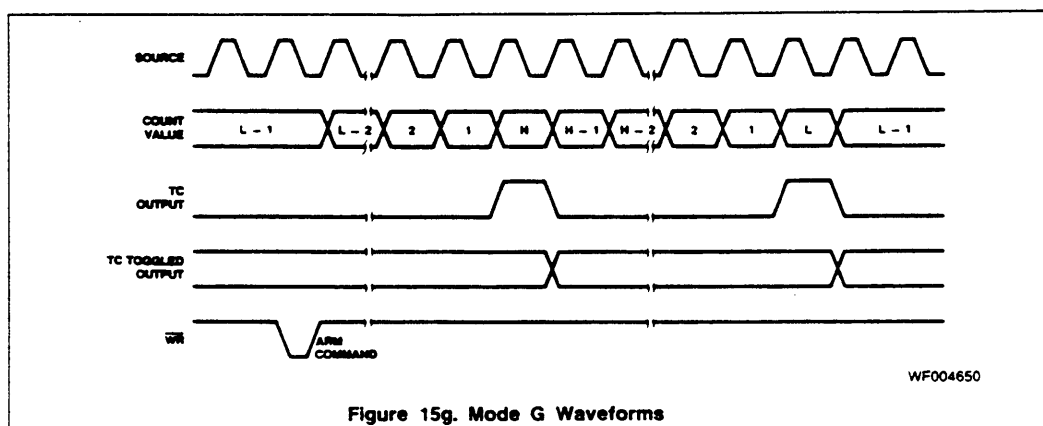 SOURCE
COUNT
VALUE
L – 1 L – 2 2 1 H H – 1 H – 2 2 1 L L – 1
TC
OUTPUT
TC TOGGLED
OUTPUT
WR
ARM
COMMAND
WF004650
Figure 15g. Mode G Waveforms